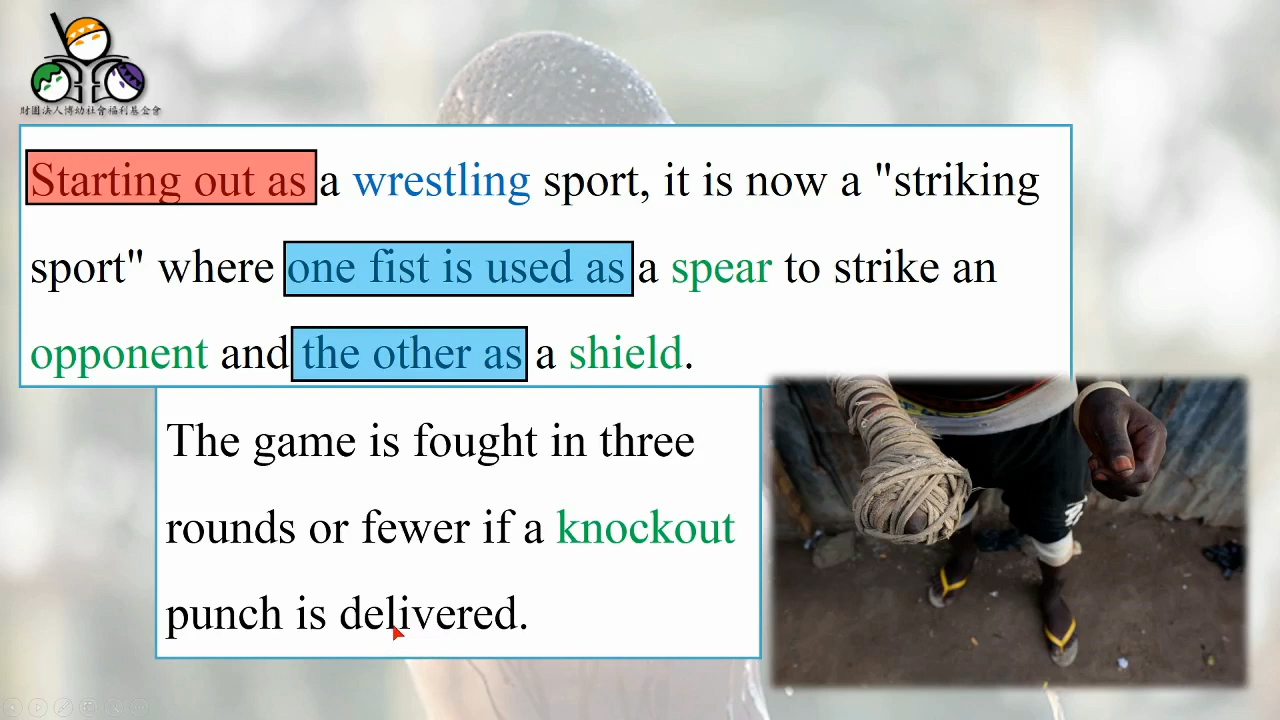 財團法人博幼社會福利基金會
Starting out as a wrestling sport, it is now a "striking
sport" where one fist is used as a spear to strike an
opponent and the other as a shield.
The game is fought in three
rounds or fewer if a knockout
punch is delivered.